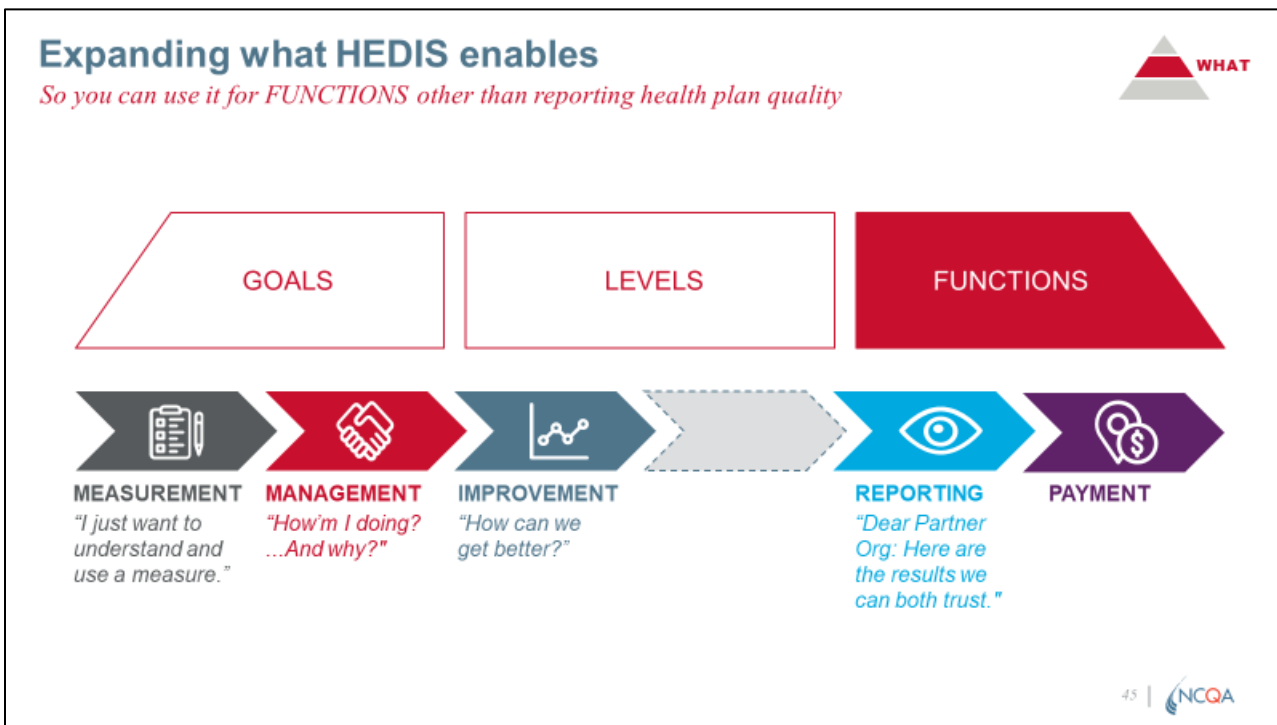 Expanding what HEDIS enables
So you can use it for FUNCTIONS other than reporting health plan quality
WHAT
GOALS
LEVELS
FUNCTIONS
$
MEASUREMENT
"I just want to
understand and
use a measure."
MANAGEMENT
"How'm I doing?
...And why?"
IMPROVEMENT
"How can we
get better?"
REPORTING
"Dear Partner
Org: Here are
the results we
can both trust."
PAYMENT
45 |
NCQA